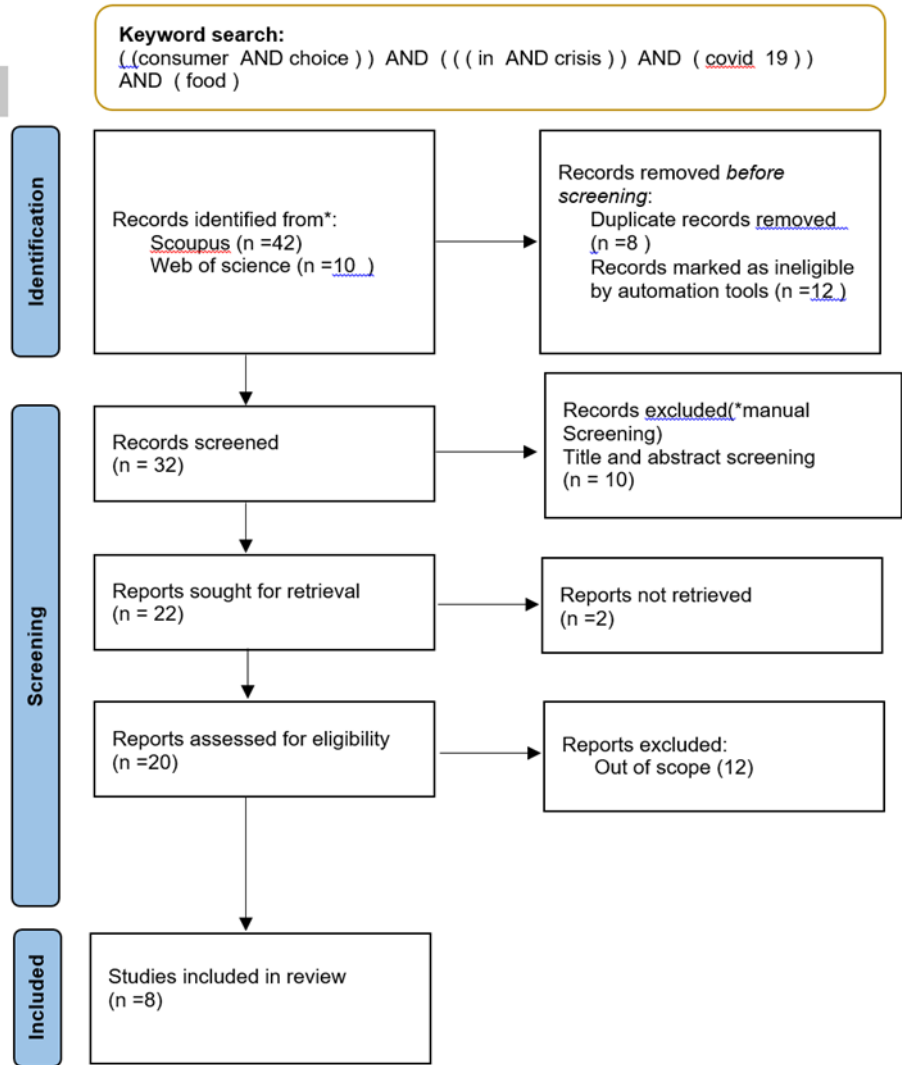 Keyword search:
( (consumer AND choice ) ) AND ( ( ( in AND crisis ) ) AND ( covid 19 ) )
AND ( food )
Identification
Records identified from*:
Scoupus (n =42)
Web of science (n =10 )
Records removed before
screening:
Duplicate records removed
(n =8 )
Records marked as ineligible
by automation tools (n =12 )
Screening
Records screened
(n = 32)
Records excluded(*manual
Screening)
Title and abstract screening
(n = 10)
Reports sought for retrieval
(n = 22)
Reports not retrieved
(n =2)
Reports assessed for eligibility
(n =20)
Reports excluded:
Out of scope (12)
Included
Studies included in review
(n =8)